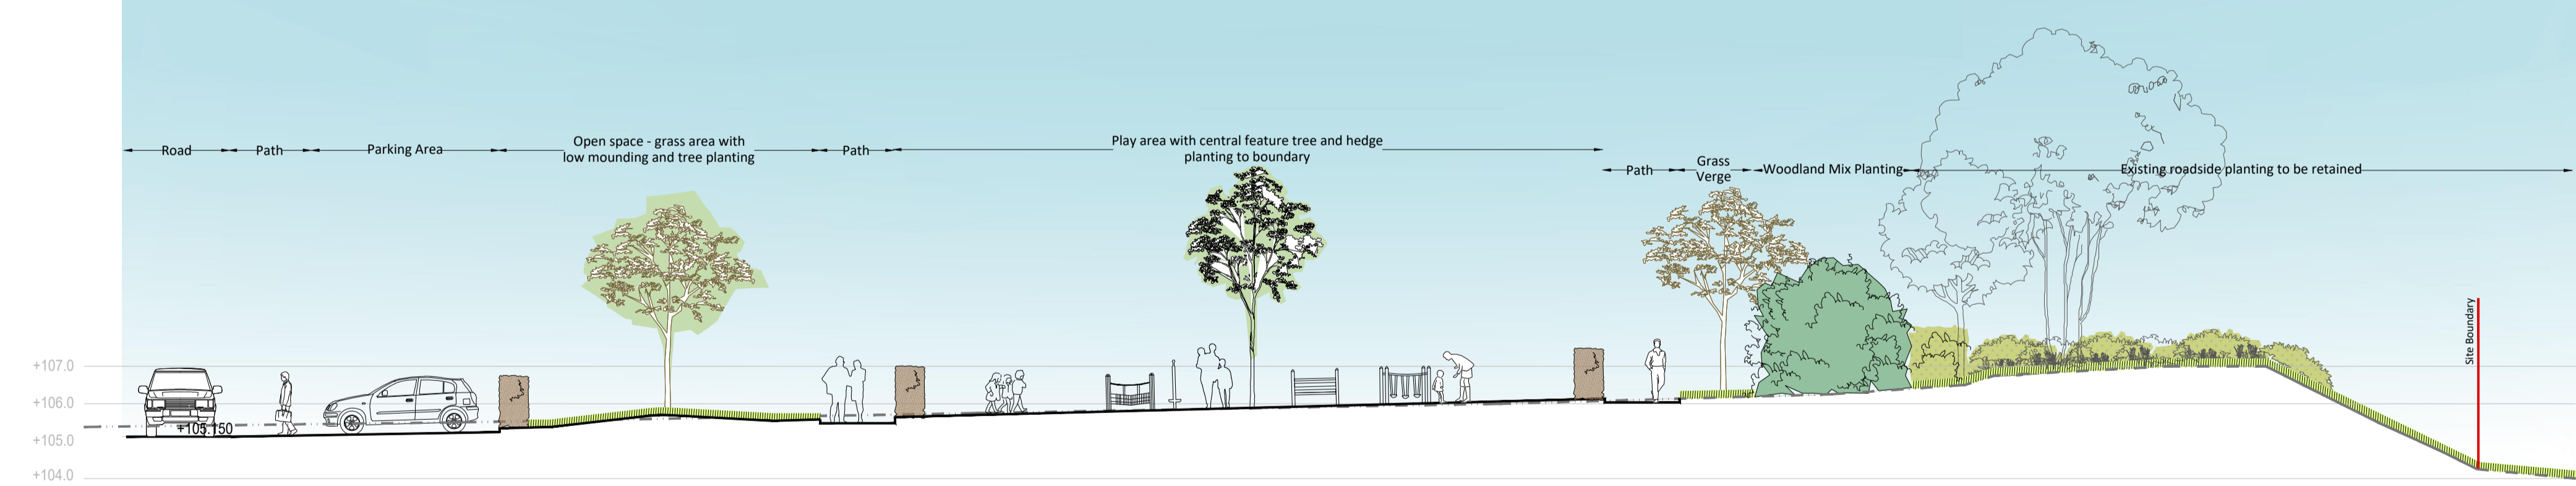 Road
Path
Parking Area
Open space - grass area with
low mounding and tree planting
Path
Play area with central feature tree and hedge
planting to boundary
Path
Grass
Verge
Woodland Mix Planting
Existing roadside planting to be retained
Site Boundary
+107.0
+106.0
+105.150
+105.0
+104.0